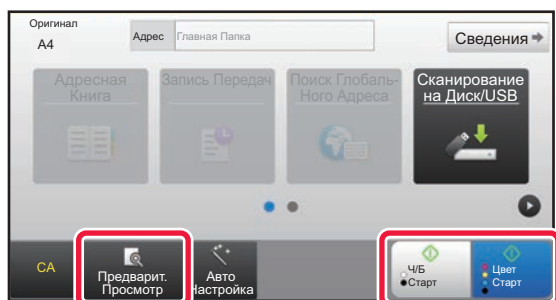 Оригинал
A4
Адрес
Главная Папка
Сведения
Адресная
Книга
Запись Передач
Поиск Глобаль-
Ного Адреса
Сканирование
на Диск/USB
CA
Предварит.
Просмотр
Авто
Настройка
Ч/Б
Старт
Цвет
Старт